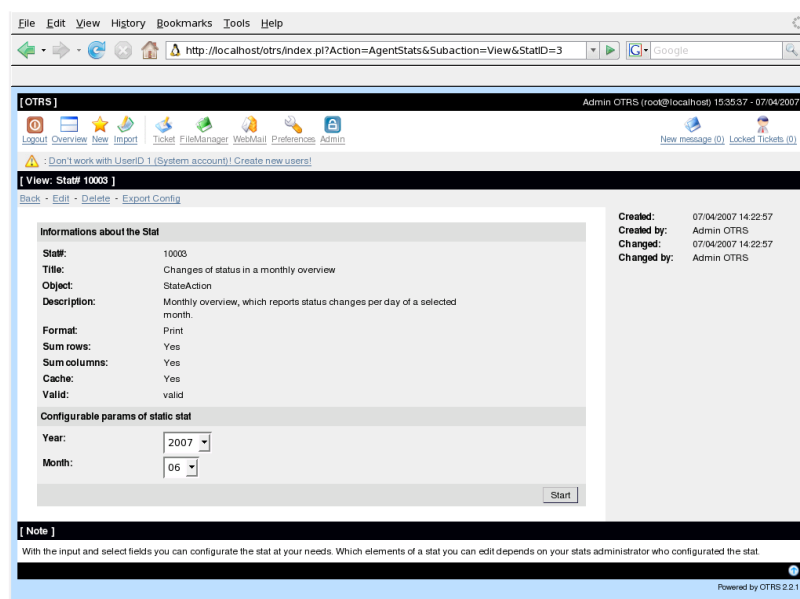 File Edit View History Bookmarks Tools Help
http://localhost/otrs/index.pl?Action=AgentStats&Subaction=View&StatID=3
G Google
[ OTRS ]
Admin OTRS (root@localhost) 15:35:37 - 07/04/2007
Logout Overview New Import Ticket FileManager WebMail Preferences Admin
New message (0) Locked Tickets (0)
: Don't work with UserID 1 (System account)! Create new users!
[ View: Stat# 10003 ]
Back - Edit - Delete - Export Config
Informations about the Stat
Stat#: 10003
Title: Changes of status in a monthly overview
Object: StateAction
Description: Monthly overview, which reports status changes per day of a selected
month.
Format: Print
Sum rows: Yes
Sum columns: Yes
Cache: Yes
Valid: valid
Configurable params of static stat
Year: 2007
Month: 06
Start
Created: 07/04/2007 14:22:57
Created by: Admin OTRS
Changed: 07/04/2007 14:22:57
Changed by: Admin OTRS
[ Note ]
With the input and select fields you can configurate the stat at your needs. Which elements of a stat you can edit depends on your stats administrator who configurated the stat.
Powered by OTRS 2.2.1